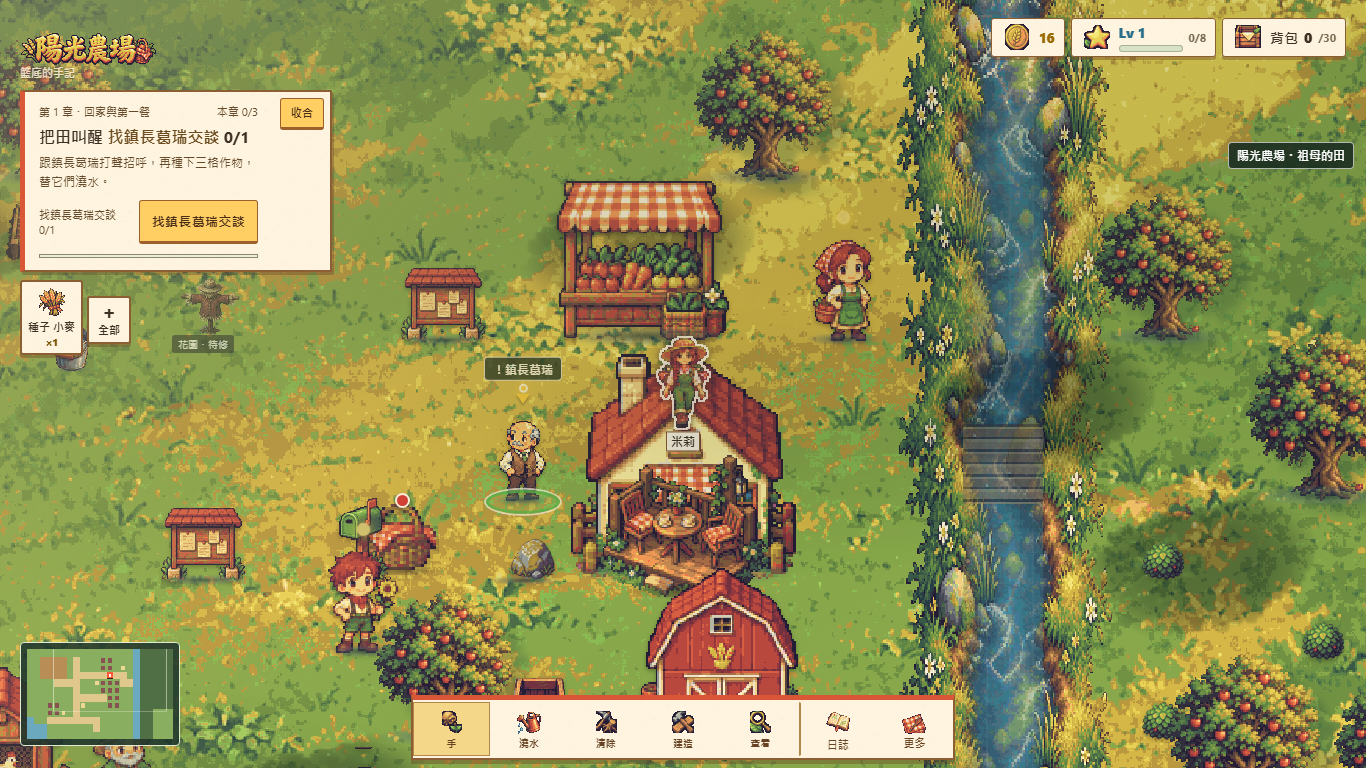 陽光農場
籃底的手記
第 1 章 · 回家與第一餐 本章 0/3 收合
把田叫醒 找鎮長葛瑞交談 0/1
跟鎮長葛瑞打聲招呼，再種下三格作物，
替它們澆水。
找鎮長葛瑞交談
0/1
找鎮長葛瑞交談
種子 小麥
×1
+
全部
花圃 · 待修
16
Lv 1 0/8
背包 0 /30
陽光農場 · 祖母的田
! 鎮長葛瑞
米莉
手 澆水 清除 建造 查看 日誌 更多